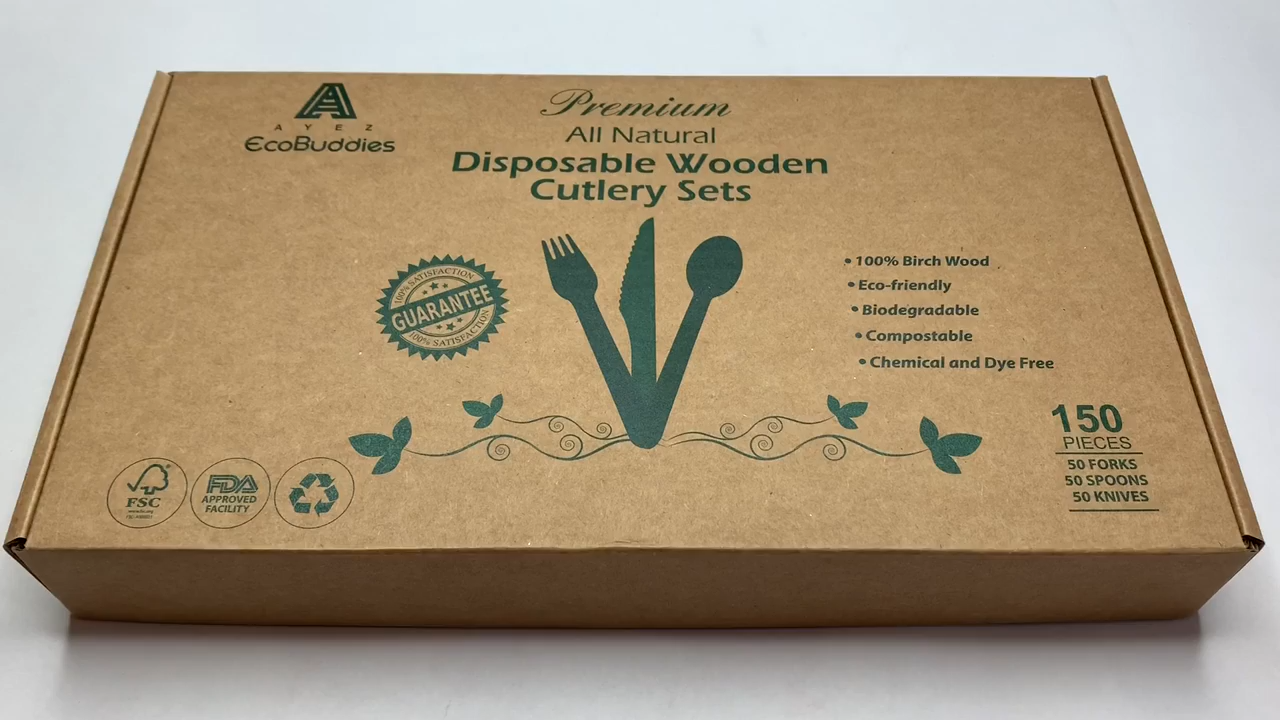 AYEZ
EcoBuddies
Premium
All Natural
Disposable Wooden
Cutlery Sets
100% SATISFACTION
GUARANTEE
100% SATISFACTION
• 100% Birch Wood
• Eco-friendly
• Biodegradable
• Compostable
• Chemical and Dye Free
150
PIECES
50 FORKS
50 SPOONS
50 KNIVES
FSC
FDA
APPROVED
FACILITY